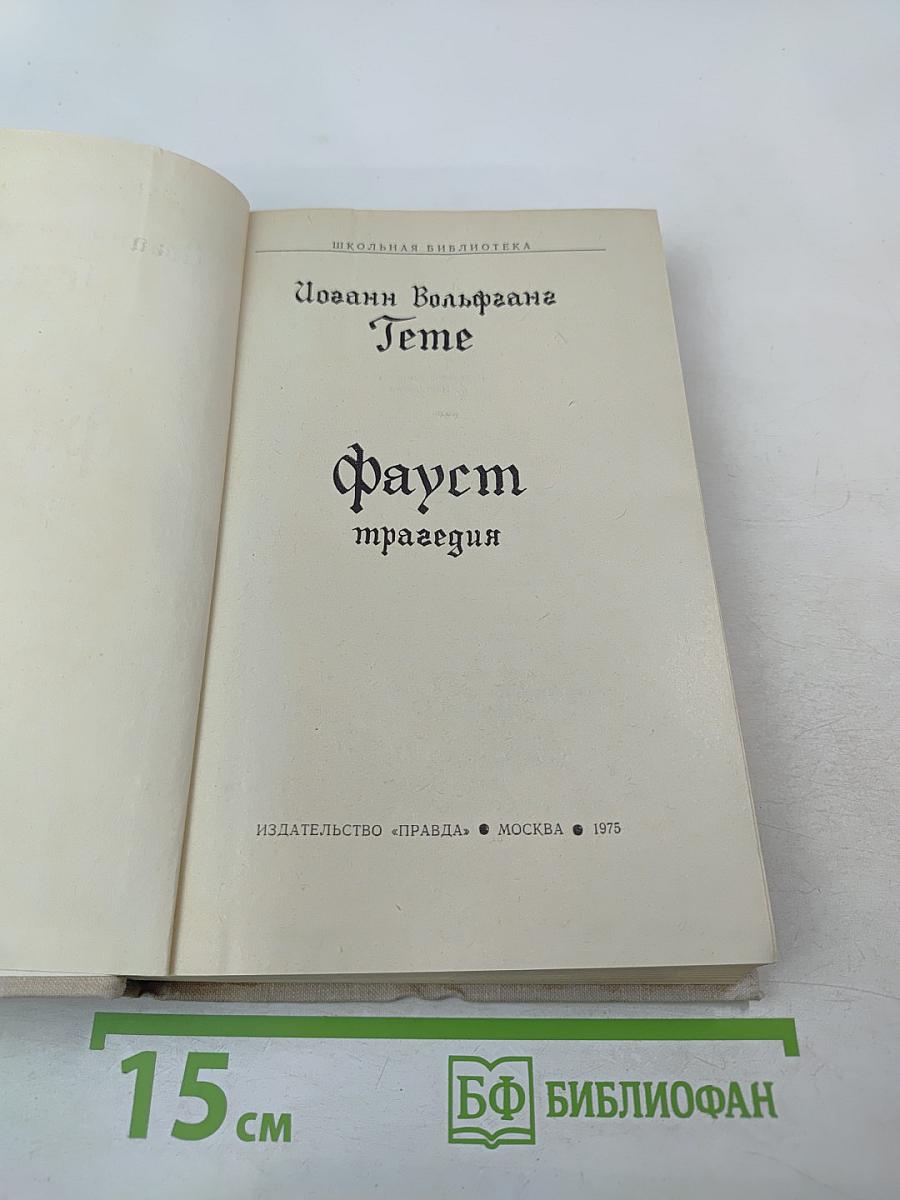 ШКОЛЬНАЯ БИБЛИОТЕКА
Иоганн Вольфганг
Гете
Фауст
трагедия
ИЗДАТЕЛЬСТВО «ПРАВДА» ● МОСКВА ● 1975
15 см
БФ БИБЛИОФАН